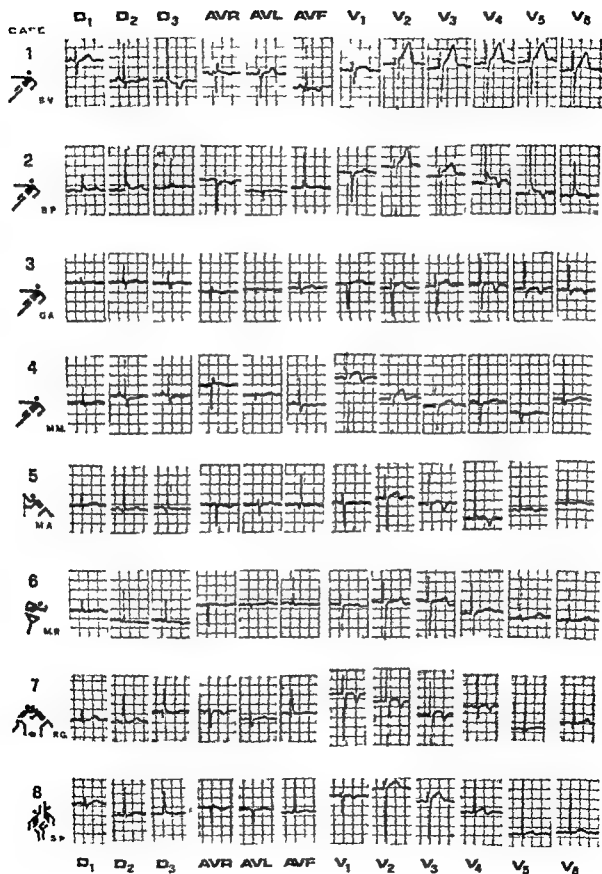 D1 D2 D3 AVR AVL AVF V1 V2 V3 V4 V5 V6
CASE
1
S.V.
2
B.P.
3
G.A.
4
M.M.
5
M.A.
6
M.R.
7
R.G.
8
S.P.
D1 D2 D3 AVR AVL AVF V1 V2 V3 V4 V5 V6